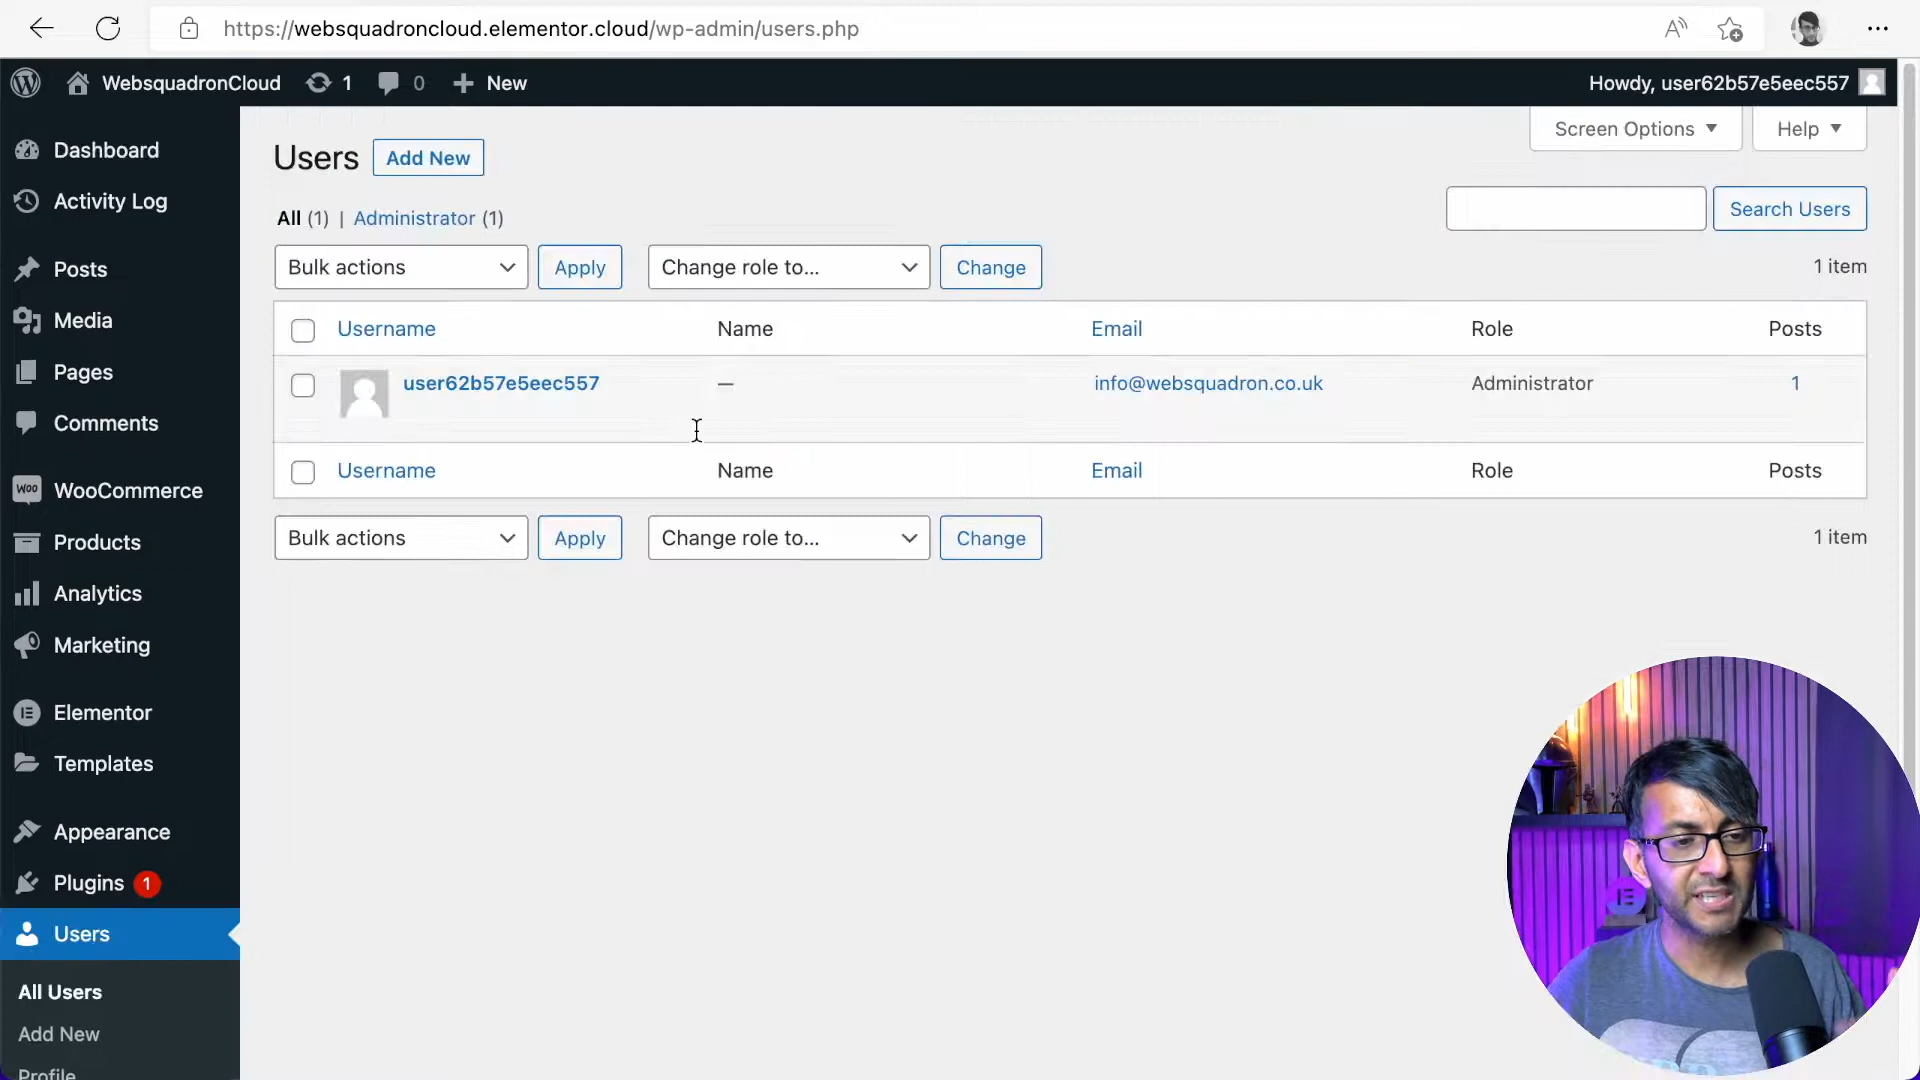 https://websquadroncloud.elementor.cloud/wp-admin/users.php
WebsquadronCloud 1 0 New
Howdy, user62b57e5eec557
Screen Options Help
Dashboard
Activity Log
Posts
Media
Pages
Comments
WooCommerce
Products
Analytics
Marketing
Elementor
Templates
Appearance
Plugins 1
Users
All Users
Add New
Profile
Users Add New
All (1) | Administrator (1)
Search Users
Bulk actions Apply Change role to... Change 1 item
Username Name Email Role Posts
user62b57e5eec557 — info@websquadron.co.uk Administrator 1
Username Name Email Role Posts
Bulk actions Apply Change role to... Change 1 item